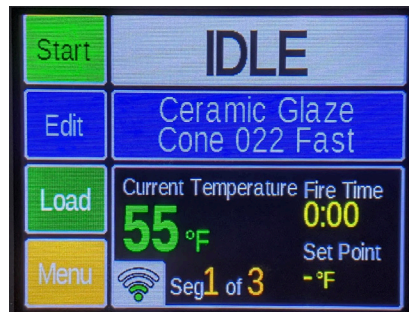 Start
IDLE
Edit
Ceramic Glaze
Cone 022 Fast
Load
Current Temperature
Fire Time
55 °F
0:00
Set Point
- °F
Menu
Seg 1 of 3